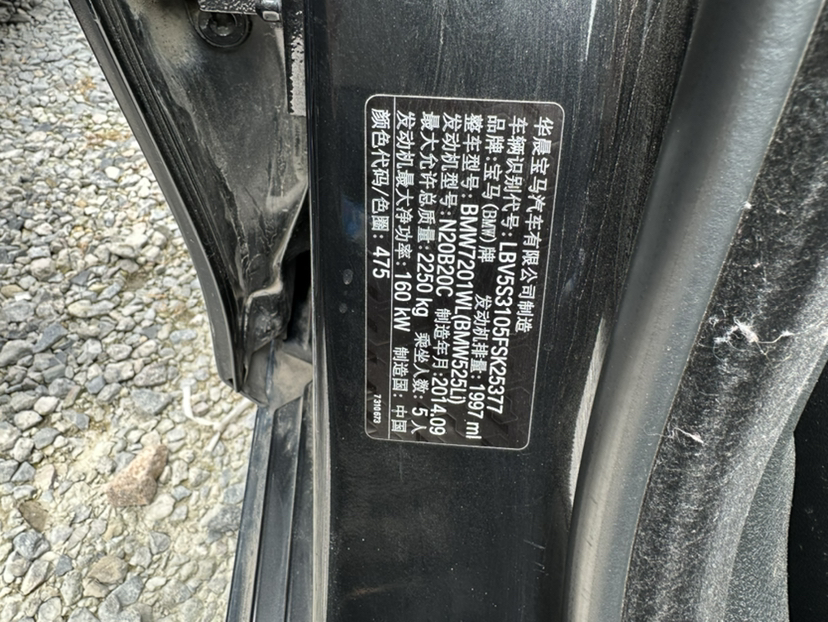 华晨宝马汽车有限公司制造
车辆识别代号:LBV5S3105FSK25377
品牌:宝马(BMW)牌 发动机排量:1997 ml
整车型号:BMW7201WL(BMW525Li)
发动机型号:N20B20C 制造年月:2014.09
最大允许总质量:2250 kg 乘坐人数:5人
发动机最大净功率:160 kW 制造国:中国
颜色代码/色圈:475 7 310 673